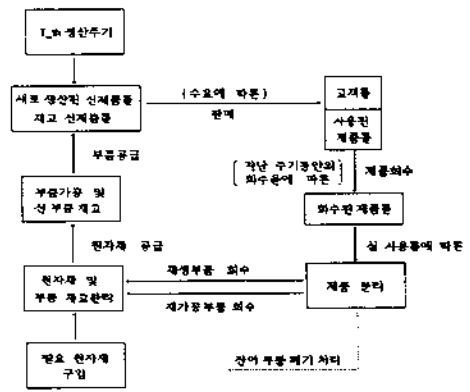 T_th 생산주기
새로 생산된 신제품들
재고 신제품들
(수요에 따른)
판매
고객들
사용된
제품들
부품공급
작년 주기동안의
회수율에 따른
제품회수
부품가공 및
신 부품 재고
회수된 제품들
원자재 공급
실 사용률에 따른
원자재 및
부품 재고관리
재생부품 회수
재가공부품 회수
제품 분리
필요 원자재
구입
잔여 부품 폐기 처리